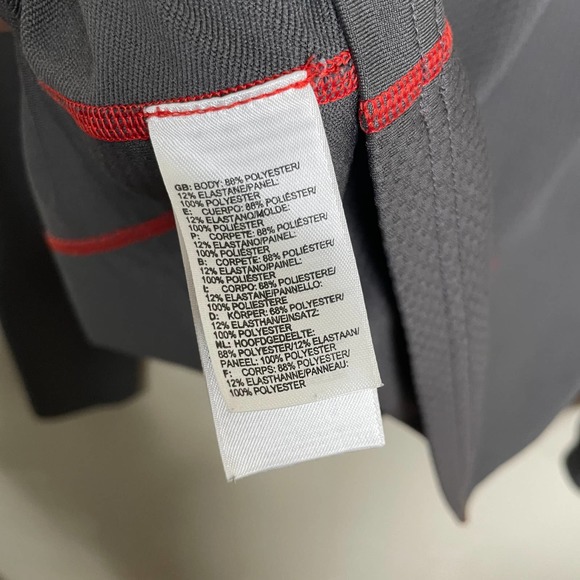 GB: BODY: 88% POLYESTER/
12% ELASTANE/PANEL:
100% POLYESTER
E: CUERPO: 88% POLIÉSTER/
12% ELASTANO/MOLDE:
100% POLIÉSTER
P: CORPETE: 88% POLIÉSTER/
12% ELASTANO/PAINEL:
100% POLIÉSTER
B: CORPETE: 88% POLIÉSTER/
12% ELASTANO/PAINEL:
100% POLIÉSTER
I: CORPO: 88% POLIESTERE/
12% ELASTAN/PANNELLO:
100% POLIESTERE
D: KÖRPER: 88% POLYESTER/
12% ELASTHAN/EINSATZ:
100% POLYESTER
NL: HOOFDGEDEELTE:
88% POLYESTER/12% ELASTAAN/
PANEEL: 100% POLYESTER
F: CORPS: 88% POLYESTER/
12% ELASTHANNE/PANNEAU:
100% POLYESTER